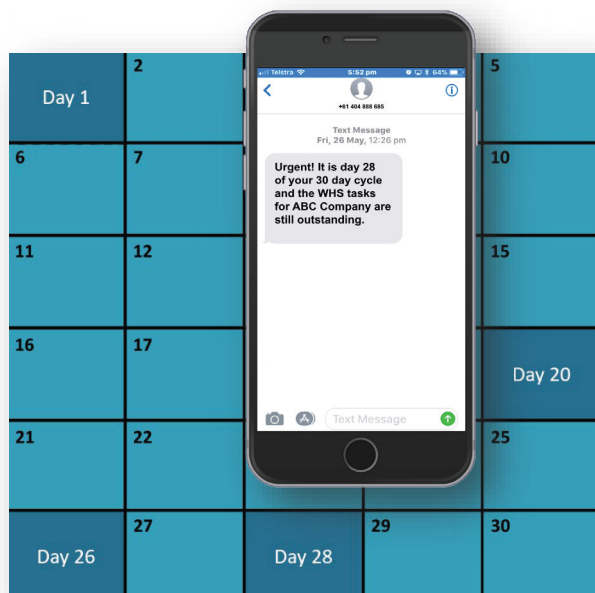 2
5
Day 1
Telstra
5:52 pm
64%
+61 404 888 685
Text Message
Fri, 26 May, 12:26 pm
Urgent! It is day 28
of your 30 day cycle
and the WHS tasks
for ABC Company are
still outstanding.
6
7
10
11
12
15
16
17
Day 20
Text Message
21
22
25
Day 26
27
Day 28
29
30